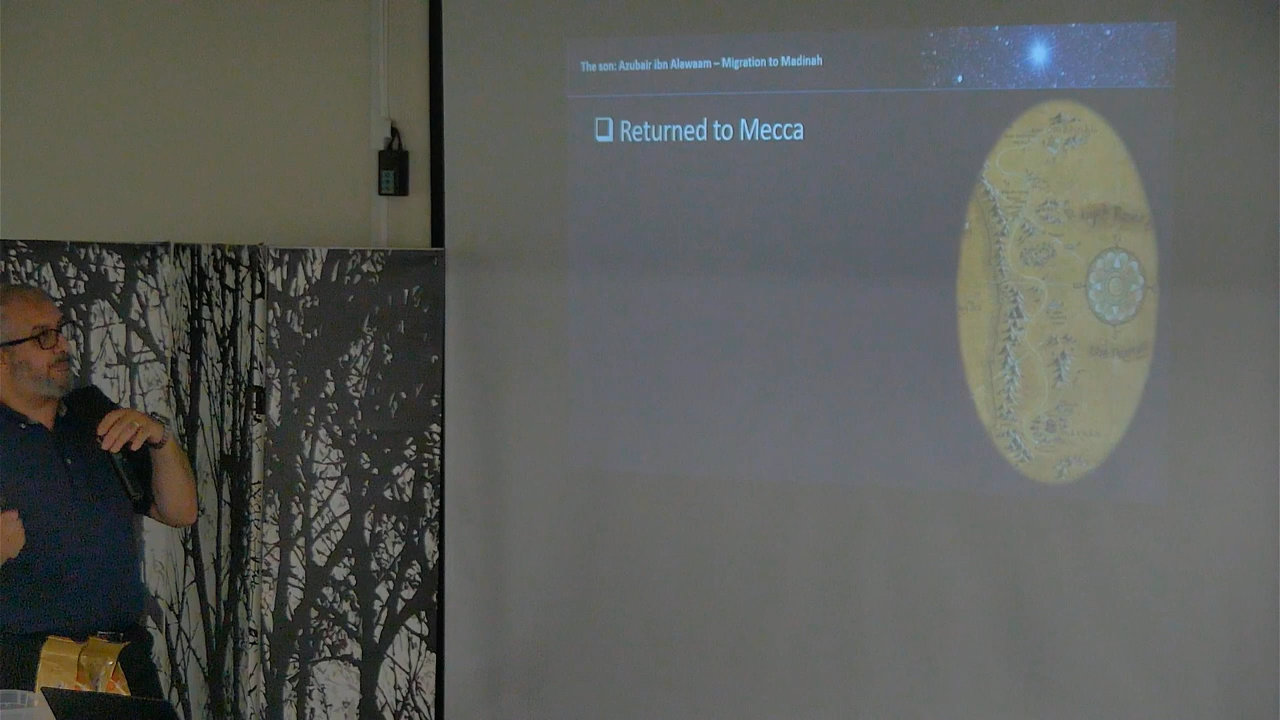 The son: Azubair ibn Alawaam – Migration to Madinah
❑ Returned to Mecca